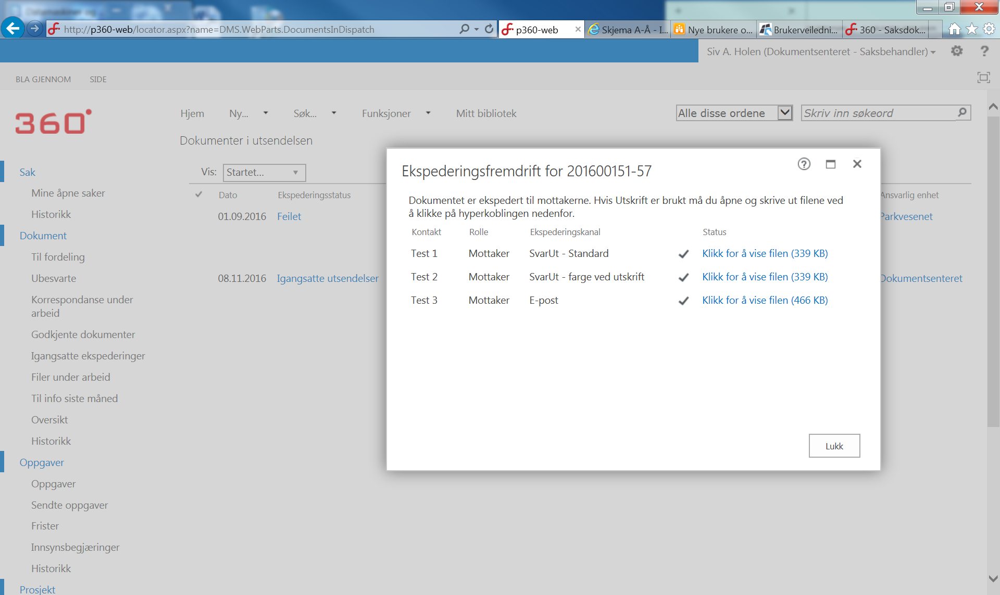 http://p360-web/locator.aspx?name=DMS.WebParts.DocumentsInDispatch
p360-web
Skjema A-Å - I...
Nye brukere o...
Brukerveiledni...
360 - Saksdok...
Siv A. Holen (Dokumentsenteret - Saksbehandler)
BLA GJENNOM SIDE
360°
Hjem Ny... Søk... Funksjoner Mitt bibliotek
Alle disse ordene
Skriv inn søkeord
Dokumenter i utsendelsen
Vis: Startet...
Dato Ekspederingsstatus Ansvarlig enhet
01.09.2016 Feilet Parkvesenet
08.11.2016 Igangsatte utsendelser Dokumentsenteret
Sak
Mine åpne saker
Historikk
Dokument
Til fordeling
Ubesvarte
Korrespondanse under
arbeid
Godkjente dokumenter
Igangsatte ekspederinger
Filer under arbeid
Til info siste måned
Oversikt
Historikk
Oppgaver
Oppgaver
Sendte oppgaver
Frister
Innsynsbegjæringer
Historikk
Prosjekt
Ekspederingsfremdrift for 201600151-57
Dokumentet er ekspedert til mottakerne. Hvis Utskrift er brukt må du åpne og skrive ut filene ved
å klikke på hyperkoblingen nedenfor.
Kontakt Rolle Ekspederingskanal Status
Test 1 Mottaker SvarUt - Standard Klikk for å vise filen (339 KB)
Test 2 Mottaker SvarUt - farge ved utskrift Klikk for å vise filen (339 KB)
Test 3 Mottaker E-post Klikk for å vise filen (466 KB)
Lukk